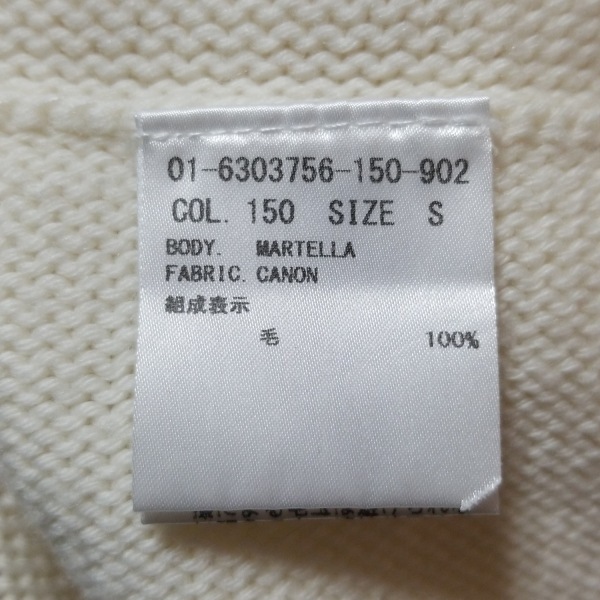 01-6303756-150-902
COL. 150 SIZE S
BODY. MARTELLA
FABRIC. CANON
組成表示
毛 100%